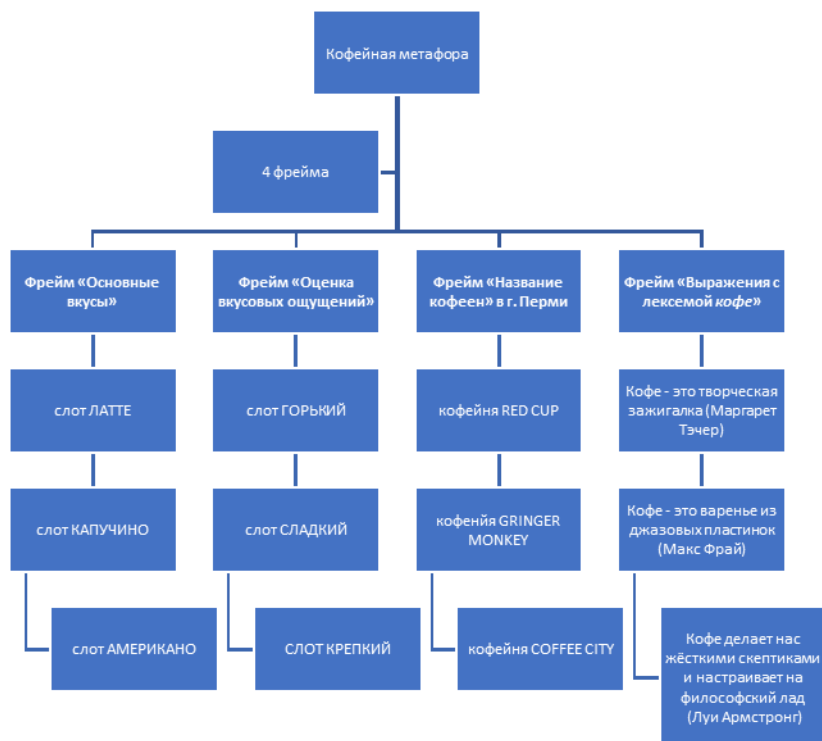 Кофейная метафора
4 фрейма
Фрейм «Основные
вкусы»
Фрейм «Оценка
вкусовых ощущений»
Фрейм «Название
кофеен» в г. Перми
Фрейм «Выражения с
лексемой кофе»
слот ЛАТТЕ
слот ГОРЬКИЙ
кофейня RED CUP
Кофе - это творческая
зажигалка (Маргарет
Тэчер)
слот КАПУЧИНО
слот СЛАДКИЙ
кофенйя GRINGER
MONKEY
Кофе - это варенье из
джазовых пластинок
(Макс Фрай)
слот АМЕРИКАНО
СЛОТ КРЕПКИЙ
кофейня COFFEE CITY
Кофе делает нас
жёсткими скептиками
и настраивает на
философский лад
(Луи Армстронг)